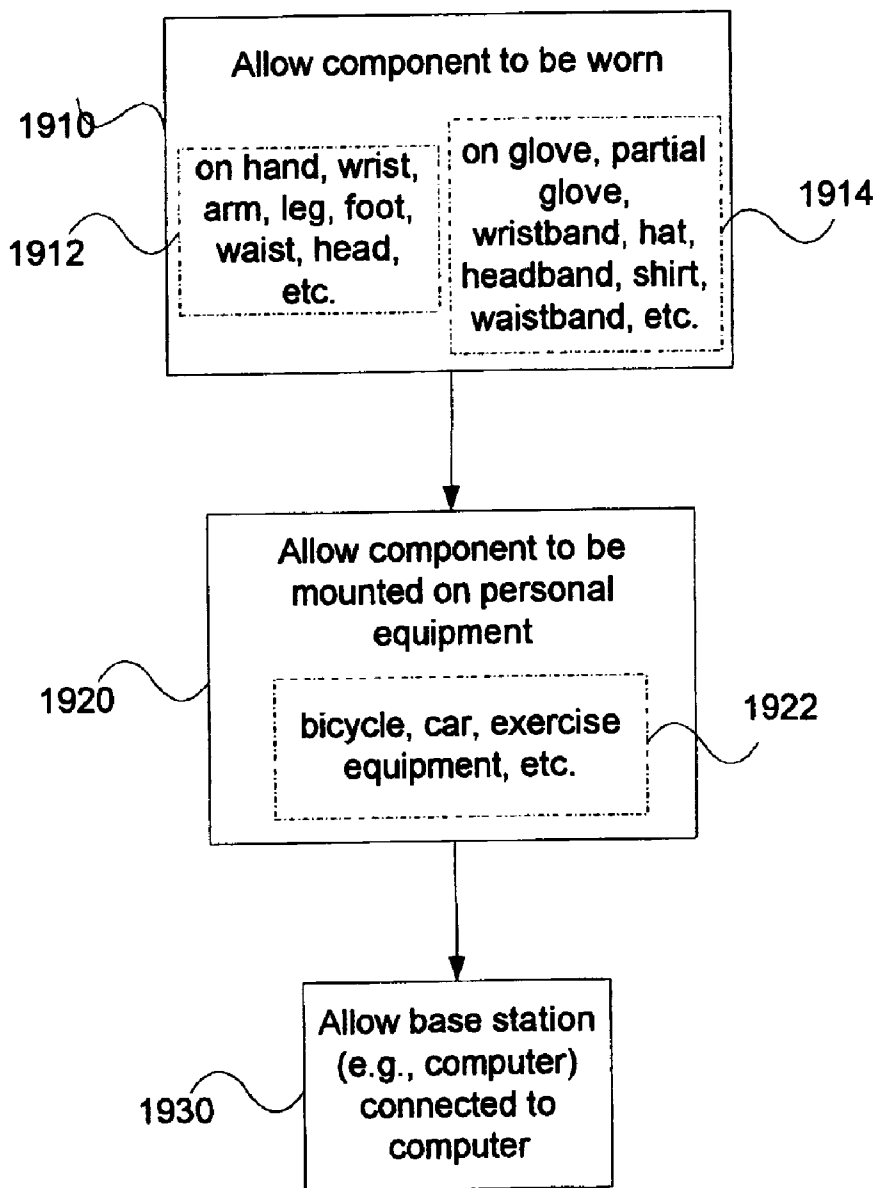 Allow component to be worn
1910
on hand, wrist,
arm, leg, foot,
waist, head,
etc.
1912
on glove, partial
glove,
wristband, hat,
headband, shirt,
waistband, etc.
1914
Allow component to be
mounted on personal
equipment
1920
bicycle, car, exercise
equipment, etc.
1922
Allow base station
(e.g., computer)
connected to
computer
1930